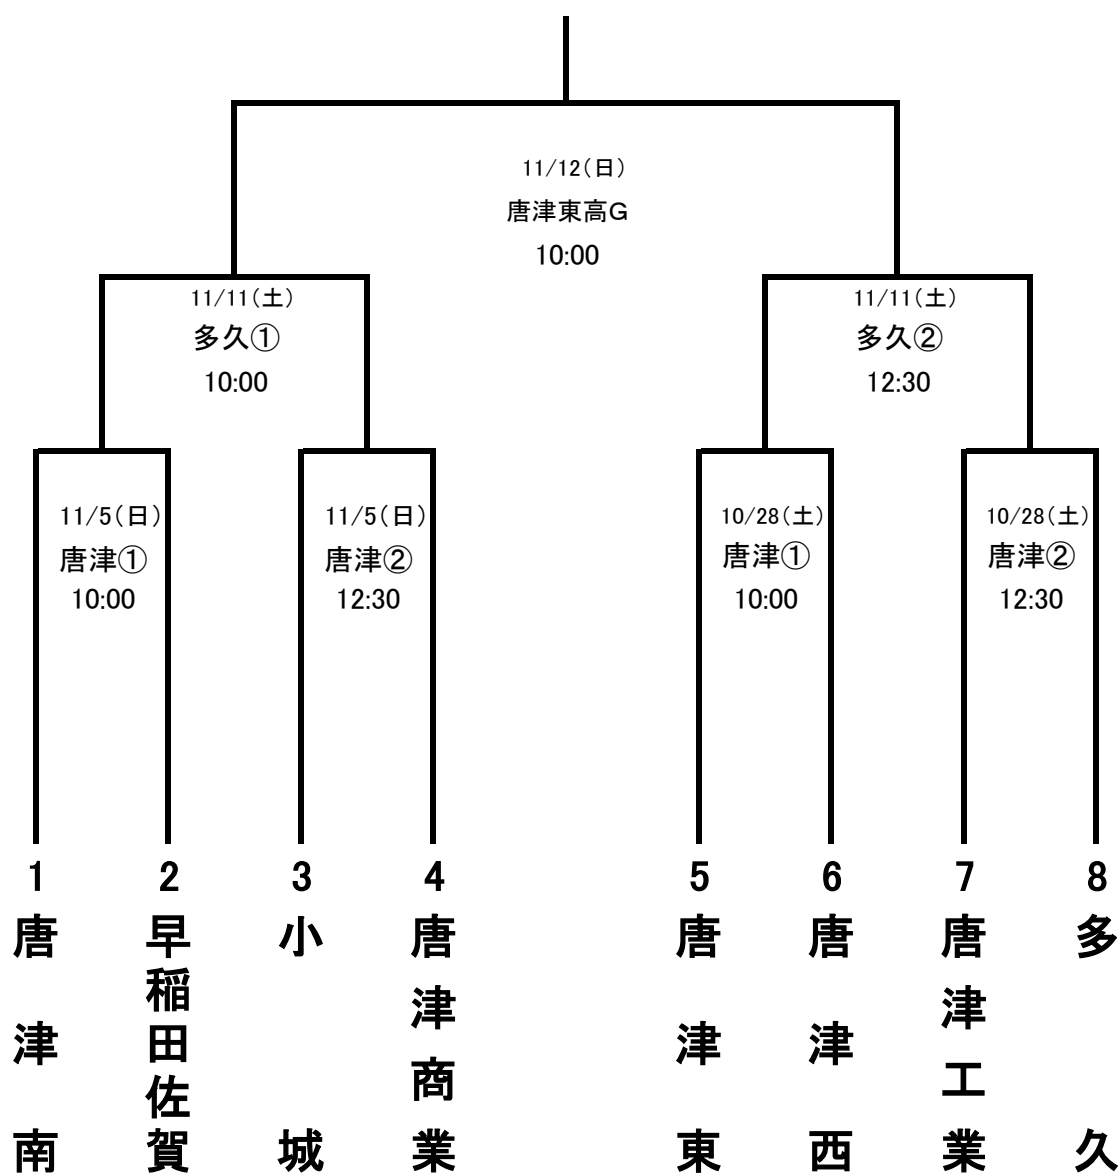 11/12(日)
唐津東高G
10:00
11/11(土)
多久①
10:00
11/11(土)
多久②
12:30
11/5(日)
唐津①
10:00
11/5(日)
唐津②
12:30
10/28(土)
唐津①
10:00
10/28(土)
唐津②
12:30
1
唐津南
2
早稲田佐賀
3
小城
4
唐津商業
5
唐津東
6
唐津西
7
唐津工業
8
多久